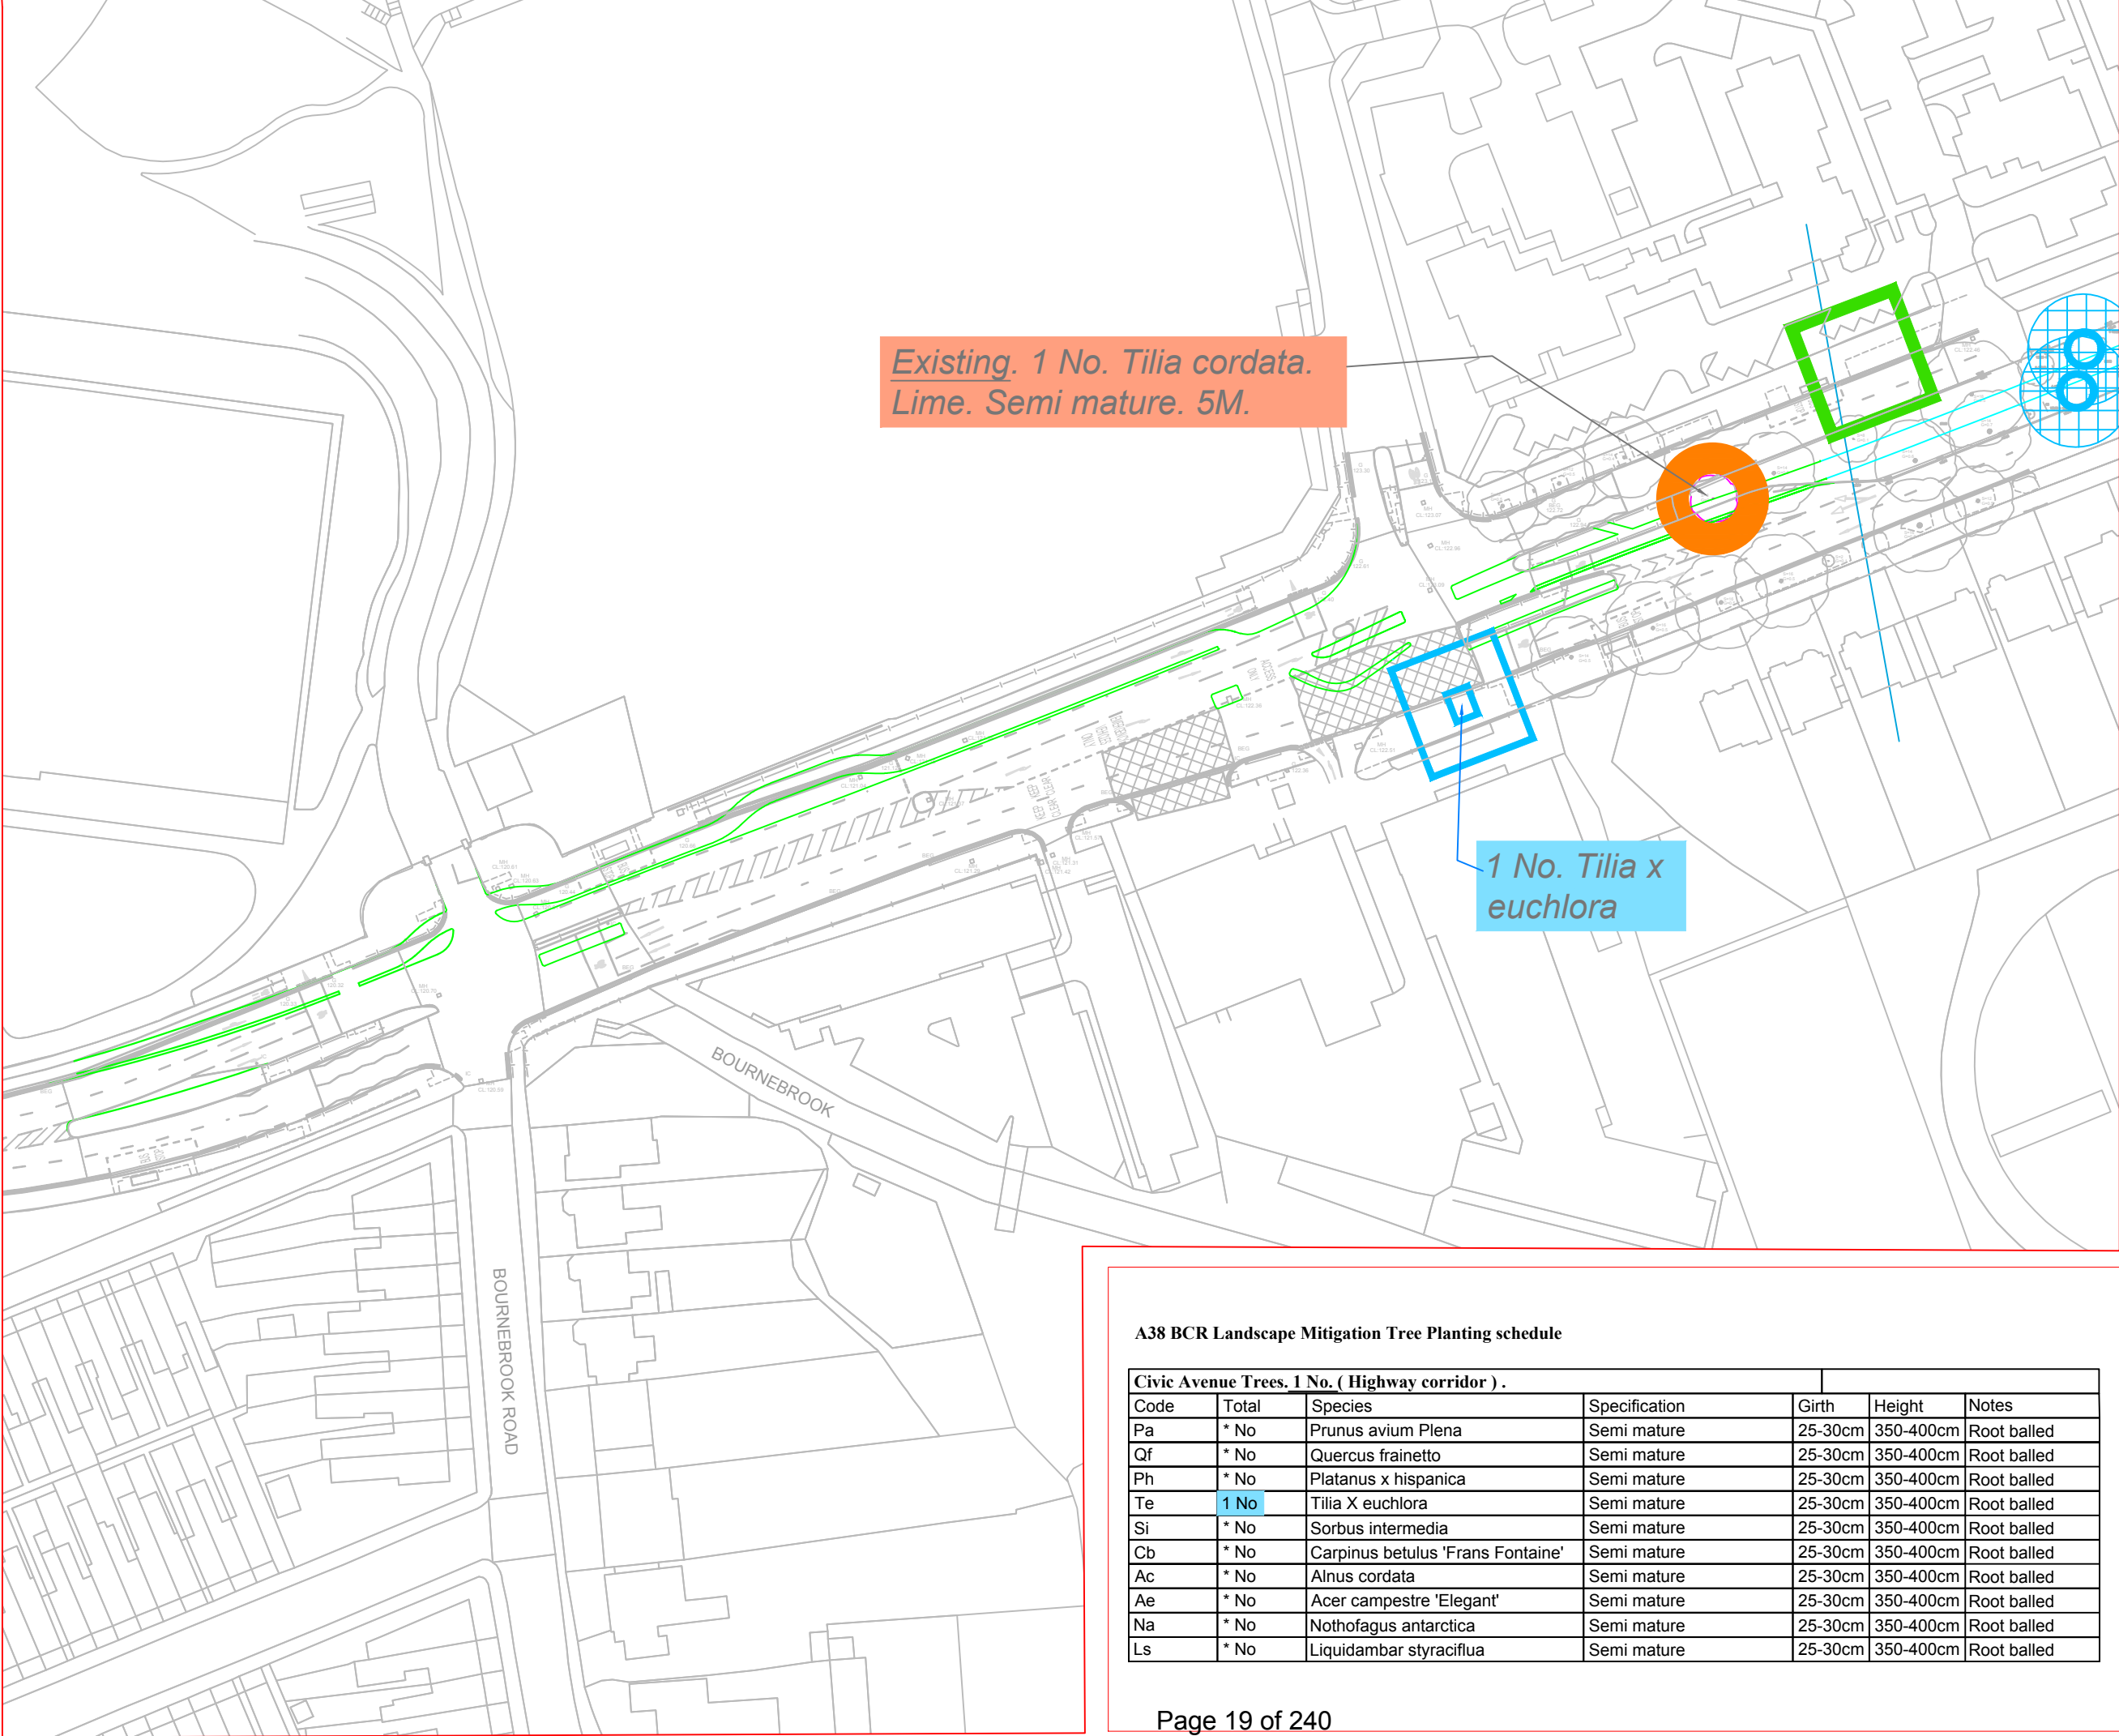 Existing. 1 No. Tilia cordata.
Lime. Semi mature. 5M.
1 No. Tilia x
euchlora
ACCESS
ONLY
KEEP
CLEAR
BOURNEBROOK
BOURNEBROOK ROAD
A38 BCR Landscape Mitigation Tree Planting schedule
Civic Avenue Trees. 1 No. ( Highway corridor ) .
Code Total Species Specification Girth Height Notes
Pa * No Prunus avium Plena Semi mature 25-30cm 350-400cm Root balled
Qf * No Quercus frainetto Semi mature 25-30cm 350-400cm Root balled
Ph * No Platanus x hispanica Semi mature 25-30cm 350-400cm Root balled
Te 1 No Tilia X euchlora Semi mature 25-30cm 350-400cm Root balled
Si * No Sorbus intermedia Semi mature 25-30cm 350-400cm Root balled
Cb * No Carpinus betulus 'Frans Fontaine' Semi mature 25-30cm 350-400cm Root balled
Ac * No Alnus cordata Semi mature 25-30cm 350-400cm Root balled
Ae * No Acer campestre 'Elegant' Semi mature 25-30cm 350-400cm Root balled
Na * No Nothofagus antarctica Semi mature 25-30cm 350-400cm Root balled
Ls * No Liquidambar styraciflua Semi mature 25-30cm 350-400cm Root balled
Page 19 of 240